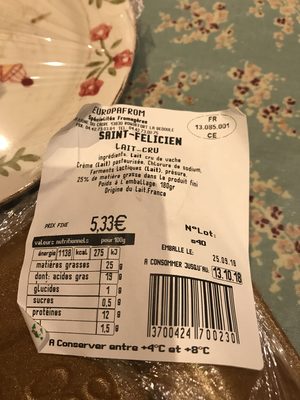 EUROPAFROM
Spécialités Fromagères
FR
13.085.001
CE
SAINT-FELICIEN
LAIT-CRU
ingrédients. Lait cru de vache
Crème (lait) pasteurisée. Chlorure de sodium
Ferments Lactiques (Lait), présure.
25% de matière grasse dans le produit fini
Poids à l'emballage: 180gr
Origine du Lait.France
PRIX FIXE 5,33€
N°Lot:
EMBALLE LE: 25.09.18
A CONSOMMER JUSQU'AU: 13.10.18
valeurs nutritionnels pour 100g
énergie 1138 kcal 275 kJ
matières grasses 25 g
dont acides gras 19 g
glucides 1 g
sucres 0,5 g
protéines 12 g
1,5 g
3700424 700230
A Conserver entre +4°C et +8°C